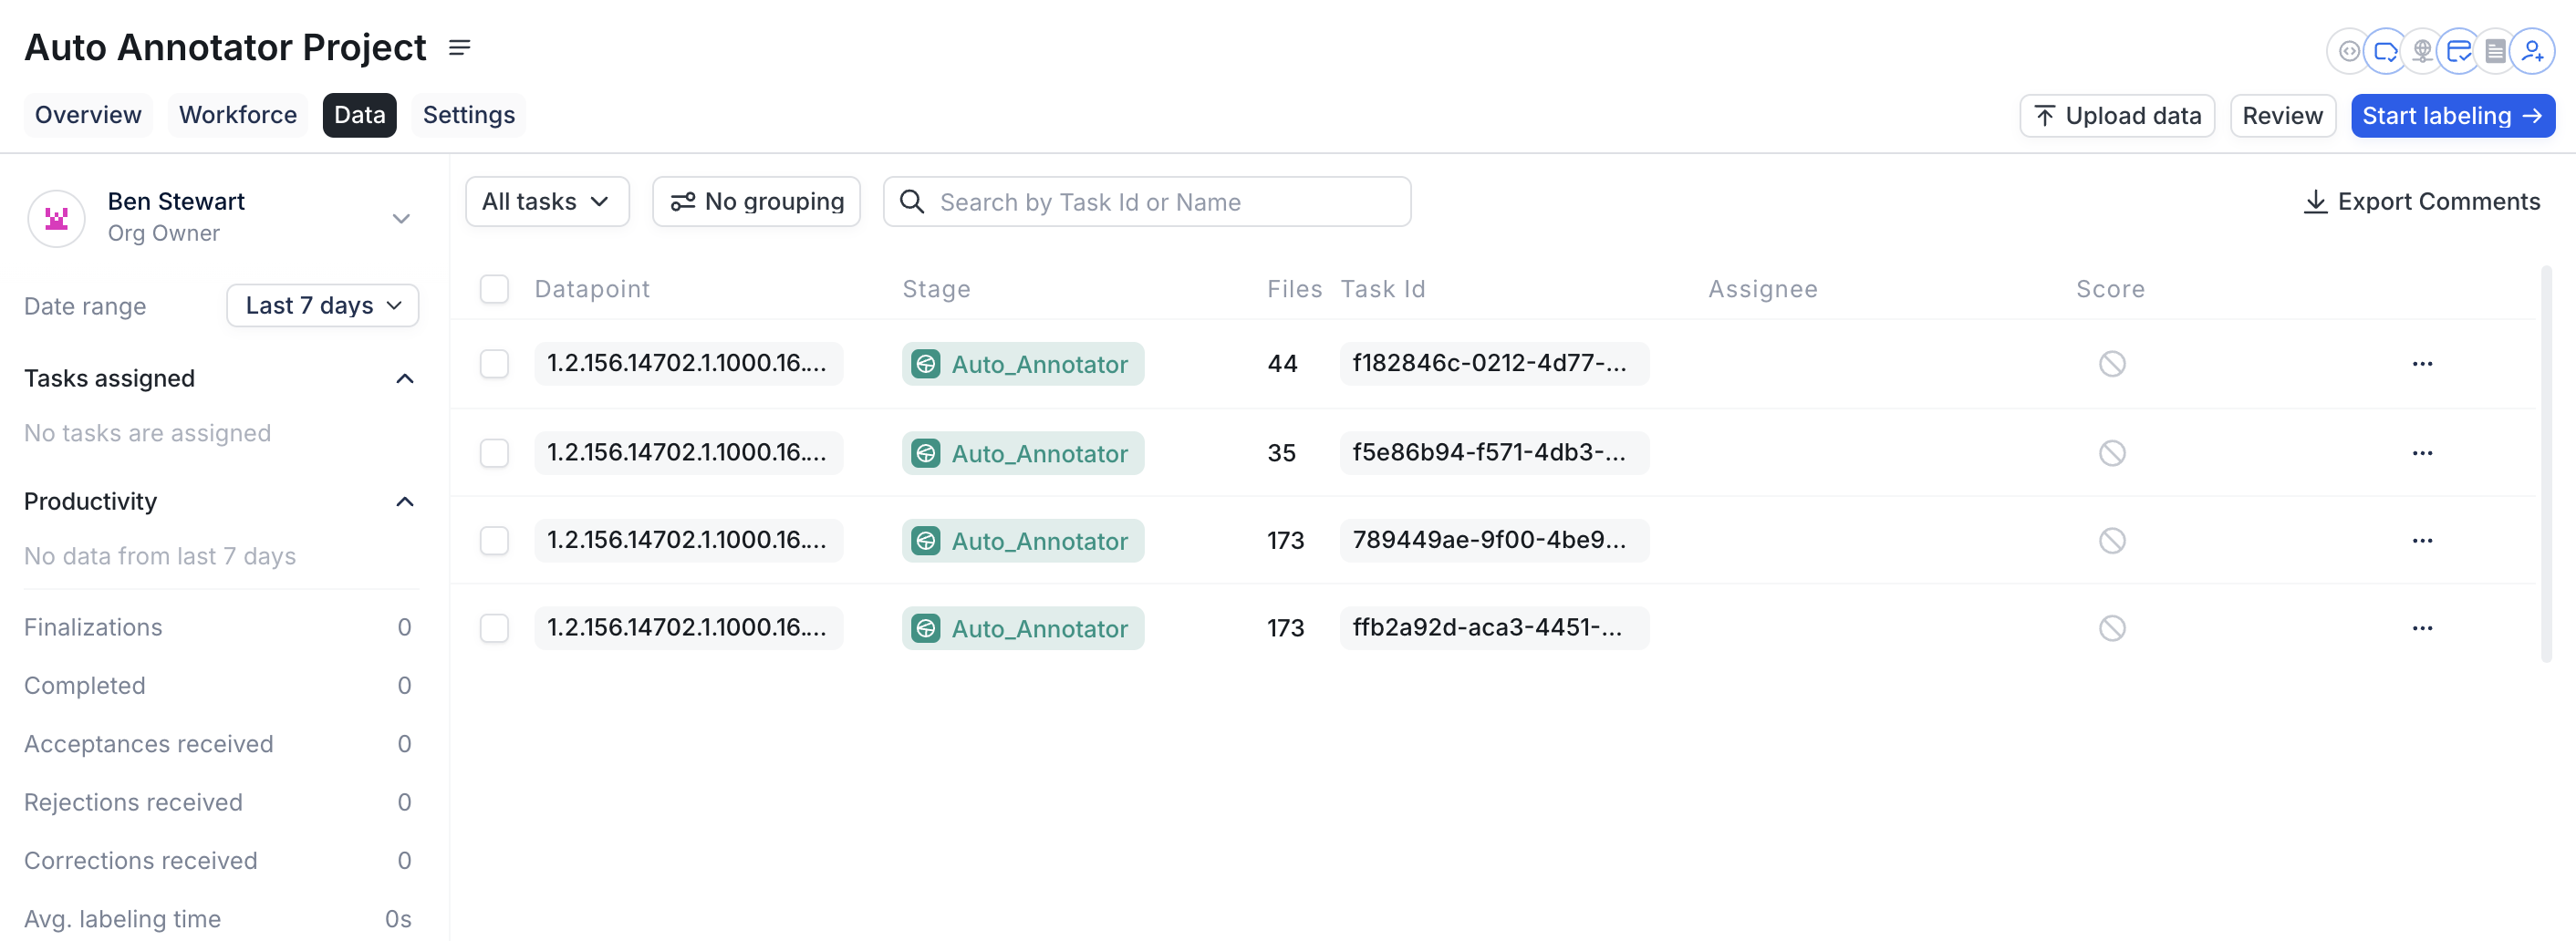 Auto Annotator Project
Overview Workforce Data Settings
Upload data Review Start labeling
Ben Stewart
Org Owner
Date range Last 7 days
Tasks assigned
No tasks are assigned
Productivity
No data from last 7 days
Finalizations 0
Completed 0
Acceptances received 0
Rejections received 0
Corrections received 0
Avg. labeling time 0s
All tasks No grouping Search by Task Id or Name Export Comments
Datapoint Stage Files Task Id Assignee Score
1.2.156.14702.1.1000.16.... Auto_Annotator 44 f182846c-0212-4d77-...
1.2.156.14702.1.1000.16.... Auto_Annotator 35 f5e86b94-f571-4db3-...
1.2.156.14702.1.1000.16.... Auto_Annotator 173 789449ae-9f00-4be9...
1.2.156.14702.1.1000.16.... Auto_Annotator 173 ffb2a92d-aca3-4451-...